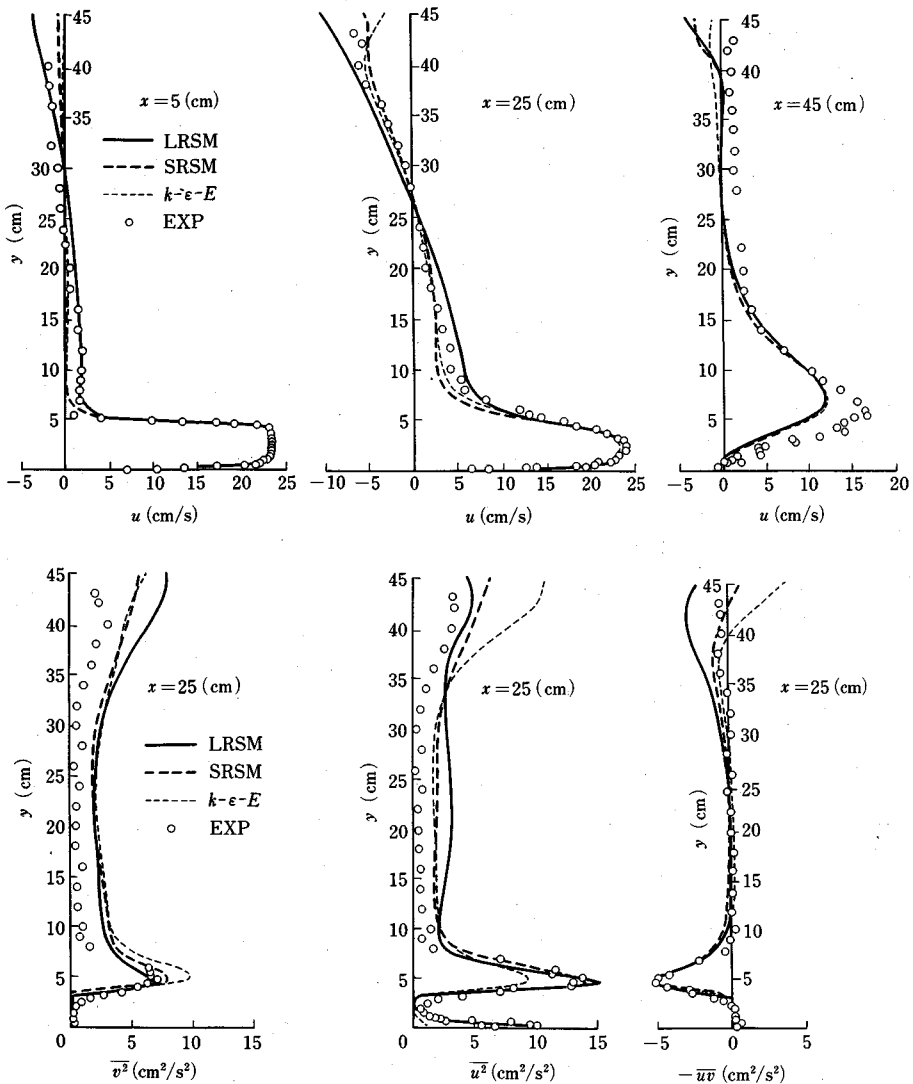 45
40
35
30
25
20
15
10
5
y (cm)
x = 5 (cm)
LRSM
SRSM
k-ε-E
EXP
−5 0 5 10 15 20 25
u (cm/s)
45
40
35
30
25
20
15
10
5
y (cm)
x = 25 (cm)
−10 −5 0 5 10 15 20 25
u (cm/s)
45
40
35
30
25
20
15
10
5
y (cm)
x = 45 (cm)
−5 0 5 10 15 20
u (cm/s)
45
40
35
30
25
20
15
10
5
y (cm)
x = 25 (cm)
LRSM
SRSM
k-ε-E
EXP
0 5 10 15
v² (cm²/s²)
45
40
35
30
25
20
15
10
5
y (cm)
x = 25 (cm)
0 5 10 15
u² (cm²/s²)
45
40
35
30
25
20
15
10
5
y (cm)
x = 25 (cm)
−5 0 5
−uv (cm²/s²)